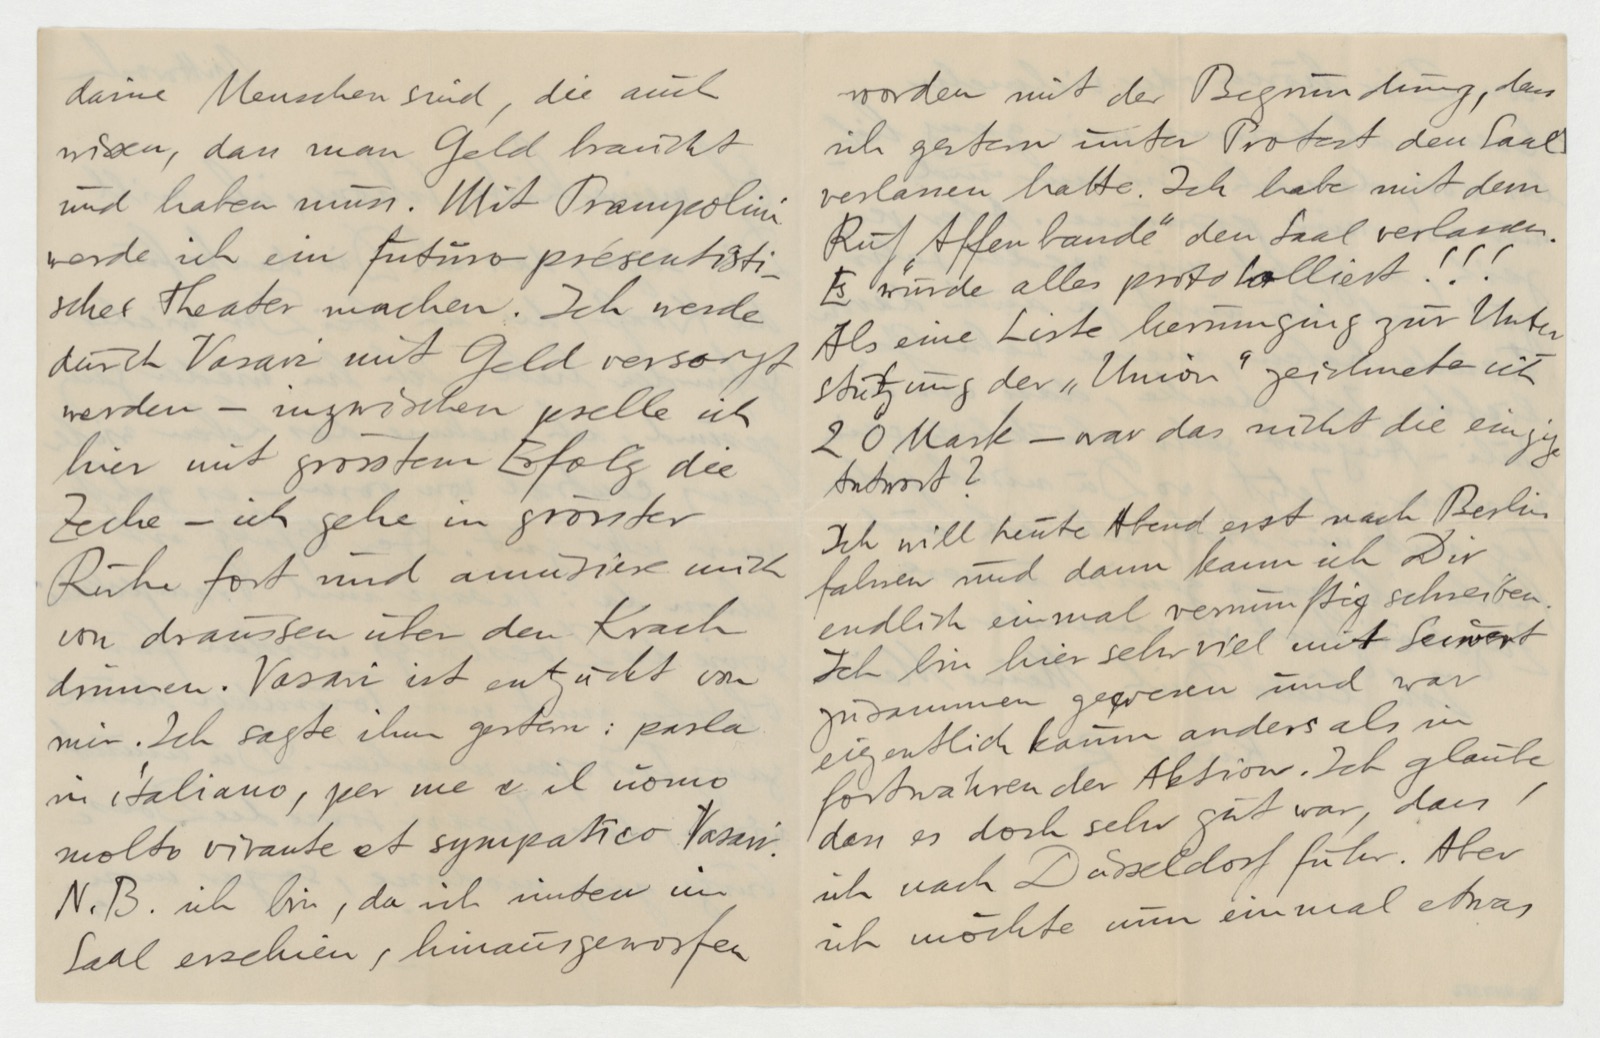 daine Menschen sind, die auch
wissen, dass man Geld braucht
und haben muss. Mit Prampolini
werde ich ein futuro-présentisti-
sches Theater machen. Ich werde
durch Vasari mit Geld versorgt
werden – inzwischen prelle ich
hier mit grösstem Erfolg die
Zeche – ich gehe in grösster
Ruhe fort und amüsiere mich
von draussen über den Krach
drinnen. Vasari ist entzückt von
mir. Ich sagte ihm gestern: parla
in italiano, per me è il uomo
molto vivante et sympatico Vasari.
N.B. ich bin, da ich unten im
Saal erschien, hinausgeworfen
worden mit der Begründung, dass
ich gestern unter Protest den Saal
verlassen hatte. Ich habe mit dem
Ruf „Affenbande“ den Saal verlassen.
Es wurde alles protokolliert!!!
Als eine Liste herumging zur Unter
stützung der „Union“ zeichnete ich
20 Mark – war das nicht die einzige
Antwort?
Ich will heute Abend erst nach Berlin
fahren und dann kann ich Dir
endlich einmal vernünftig schreiben.
Ich bin hier sehr viel mit Seiwert
zusammen gewesen und war
eigentlich kaum anders als in
fortwährender Aktion. Ich glaube
dass es doch sehr gut war, dass
ich nach Düsseldorf fuhr. Aber
ich möchte nun einmal etwas